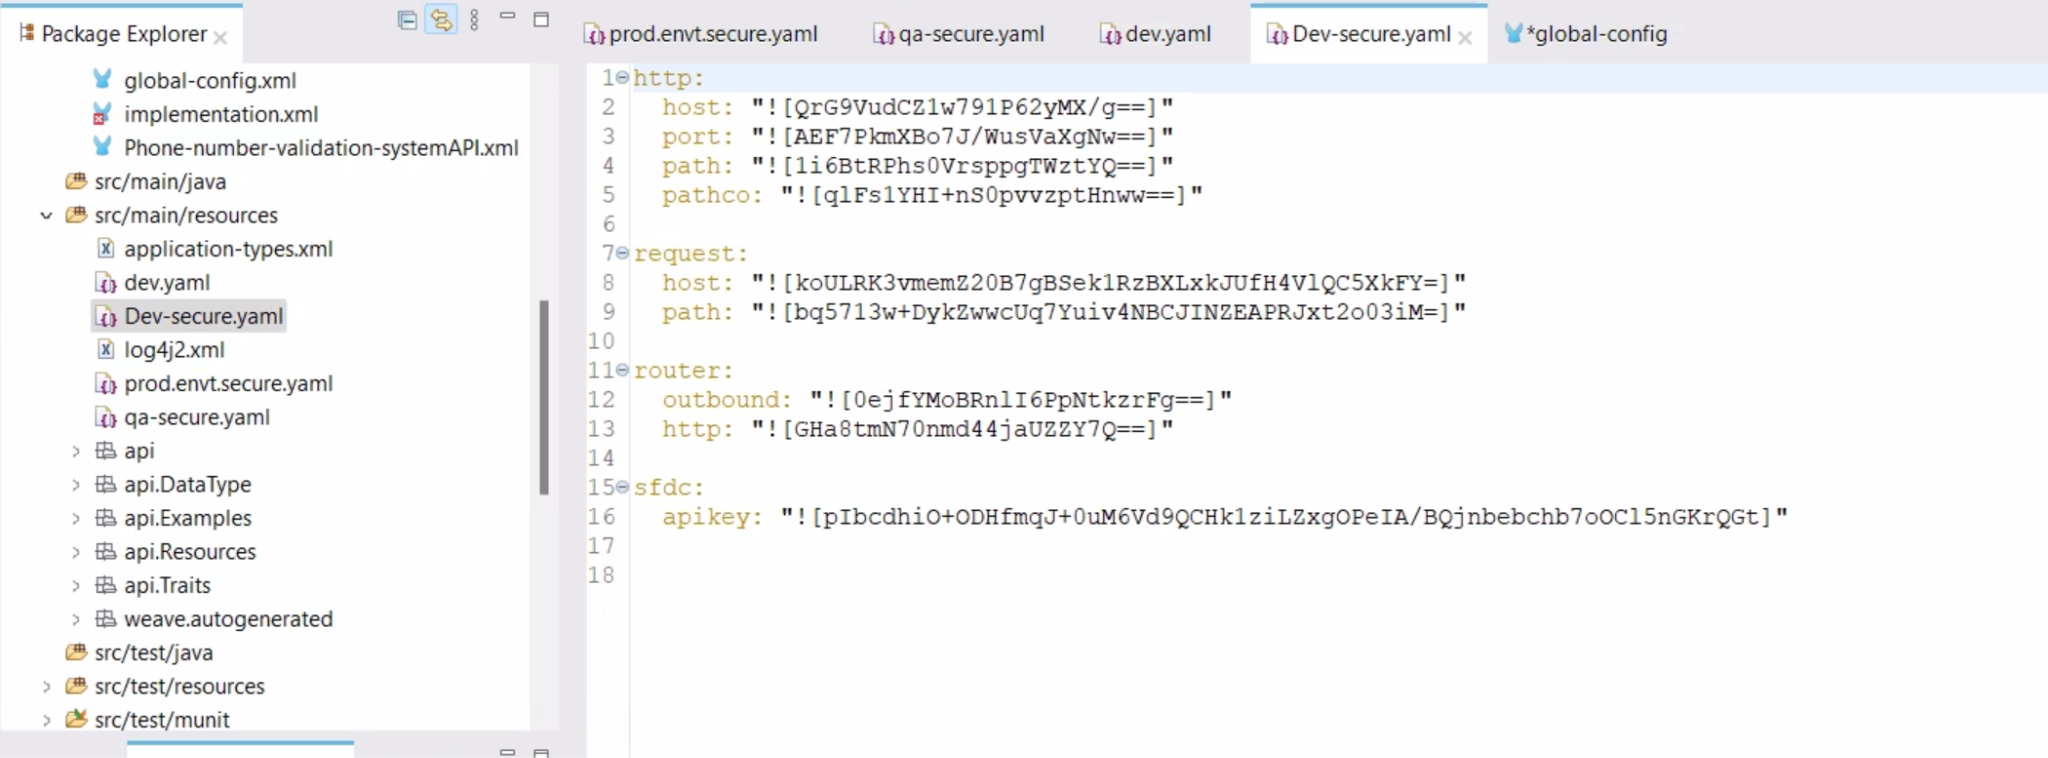 Package Explorer
global-config.xml
implementation.xml
Phone-number-validation-systemAPI.xml
src/main/java
src/main/resources
application-types.xml
dev.yaml
Dev-secure.yaml
log4j2.xml
prod.envt.secure.yaml
qa-secure.yaml
api
api.DataType
api.Examples
api.Resources
api.Traits
weave.autogenerated
src/test/java
src/test/resources
src/test/munit
prod.envt.secure.yaml qa-secure.yaml dev.yaml Dev-secure.yaml *global-config
1 http:
2 host: "![QrG9VudCZ1w791P62yMX/g==]"
3 port: "![AEF7PkmXBo7J/WusVaXgNw==]"
4 path: "![1i6BtRPhs0VrsppgTWztYQ==]"
5 pathco: "![qlFs1YHI+nS0pvvzptHnww==]"
6
7 request:
8 host: "![koULRK3vmemZ20B7gBSek1RzBXLxkJUfH4VlQC5XkFY=]"
9 path: "![bq5713w+DykZwwcUq7Yuiv4NBCJINZEAPRJxt2o03iM=]"
10
11 router:
12 outbound: "![0ejfYMoBRnlI6PpNtkzrFg==]"
13 http: "![GHa8tmN70nmd44jaUZZY7Q==]"
14
15 sfdc:
16 apikey: "![pIbcdhiO+ODHfmqJ+0uM6Vd9QCHk1ziLZxgOPeIA/BQjnbebchb7oOCl5nGKrQGt]"
17
18